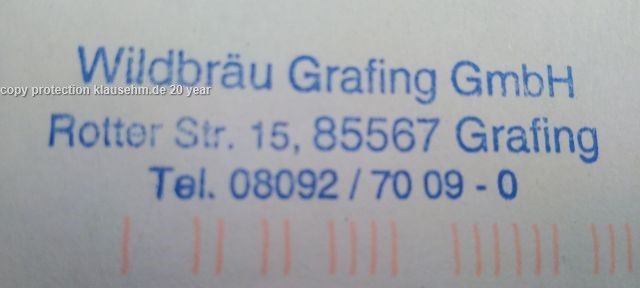 Wildbräu Grafing GmbH
copy protection klausehm.de 20 year
Rotter Str. 15, 85567 Grafing
Tel. 08092 / 70 09 - 0